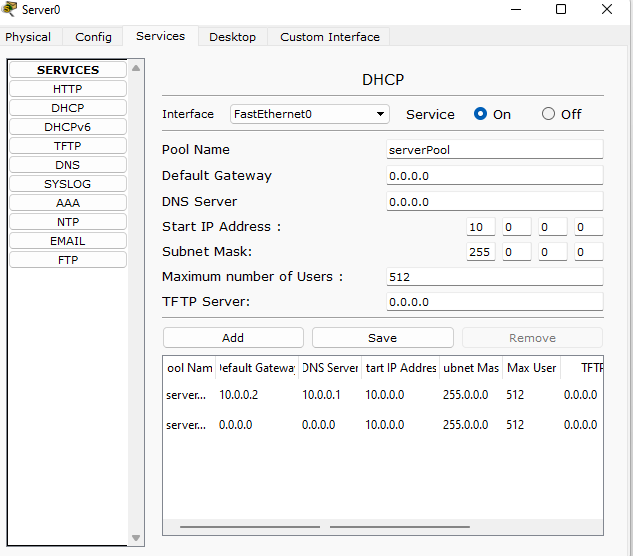 Server0
Physical Config Services Desktop Custom Interface
SERVICES
HTTP
DHCP
DHCPv6
TFTP
DNS
SYSLOG
AAA
NTP
EMAIL
FTP
DHCP
Interface FastEthernet0 Service On Off
Pool Name serverPool
Default Gateway 0.0.0.0
DNS Server 0.0.0.0
Start IP Address : 10 0 0 0
Subnet Mask: 255 0 0 0
Maximum number of Users : 512
TFTP Server: 0.0.0.0
Add Save Remove
ool Nam efault Gateway DNS Server tart IP Addres ubnet Mas Max User TFTP
server... 10.0.0.2 10.0.0.1 10.0.0.0 255.0.0.0 512 0.0.0.0
server... 0.0.0.0 0.0.0.0 10.0.0.0 255.0.0.0 512 0.0.0.0